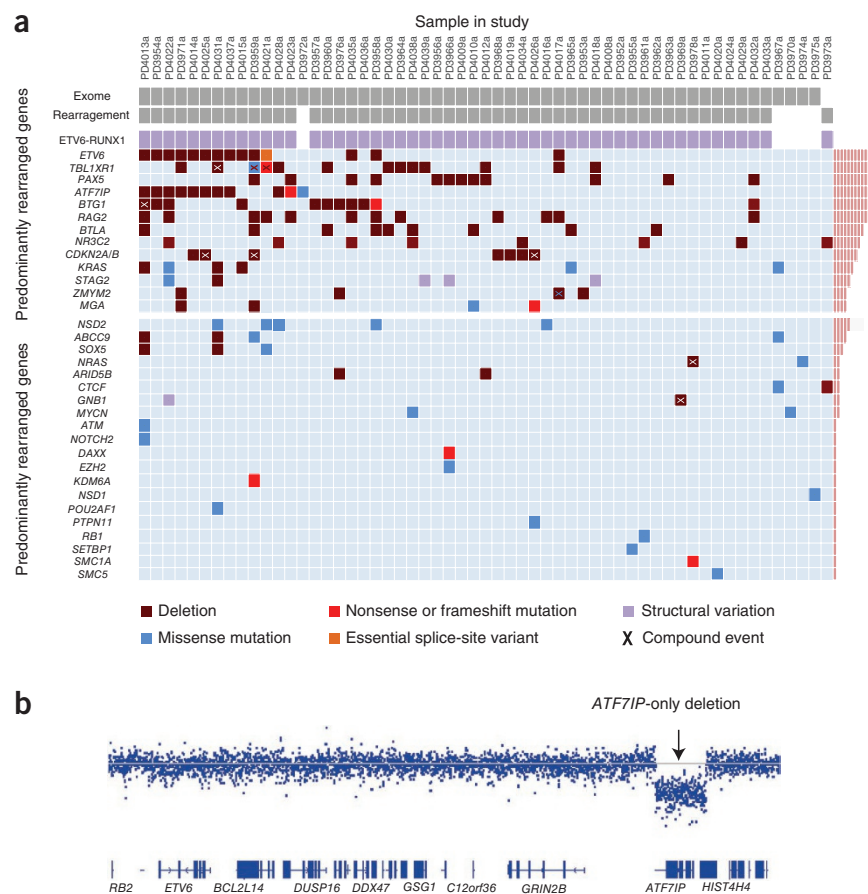 a
Sample in study
PD4013a PD3954a PD4022a PD3971a PD4014a PD4025a PD4031a PD4037a PD4015a PD3959a PD4021a PD4028a PD4023a PD3972a PD3957a PD3960a PD3976a PD4035a PD4036a PD3958a PD4030a PD3964a PD4038a PD4039a PD3956a PD3966a PD4009a PD4010a PD4012a PD3968a PD4019a PD4034a PD4026a PD4016a PD4017a PD3965a PD3953a PD4018a PD4008a PD3952a PD3955a PD3961a PD3962a PD3963a PD3969a PD3978a PD4011a PD4020a PD4024a PD4029a PD4032a PD4033a PD3967a PD3970a PD3974a PD3975a PD3973a
Exome
Rearragement
ETV6-RUNX1
Predominantly rearranged genes
ETV6
TBL1XR1
PAX5
ATF7IP
BTG1
RAG2
BTLA
NR3C2
CDKN2A/B
KRAS
STAG2
ZMYM2
MGA
Predominantly rearranged genes
NSD2
ABCC9
SOX5
NRAS
ARID5B
CTCF
GNB1
MYCN
ATM
NOTCH2
DAXX
EZH2
KDM6A
NSD1
POU2AF1
PTPN11
RB1
SETBP1
SMC1A
SMC5
Deletion
Nonsense or frameshift mutation
Structural variation
Missense mutation
Essential splice-site variant
X Compound event
b
ATF7IP-only deletion
RB2 ETV6 BCL2L14 DUSP16 DDX47 GSG1 C12orf36 GRIN2B ATF7IP HIST4H4